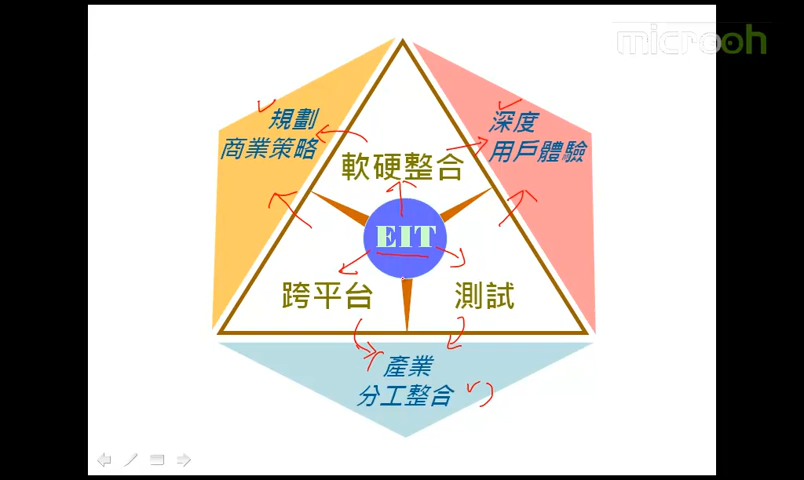 microoh
規劃
商業策略
深度
用戶體驗
軟硬整合
EIT
跨平台
測試
產業
分工整合